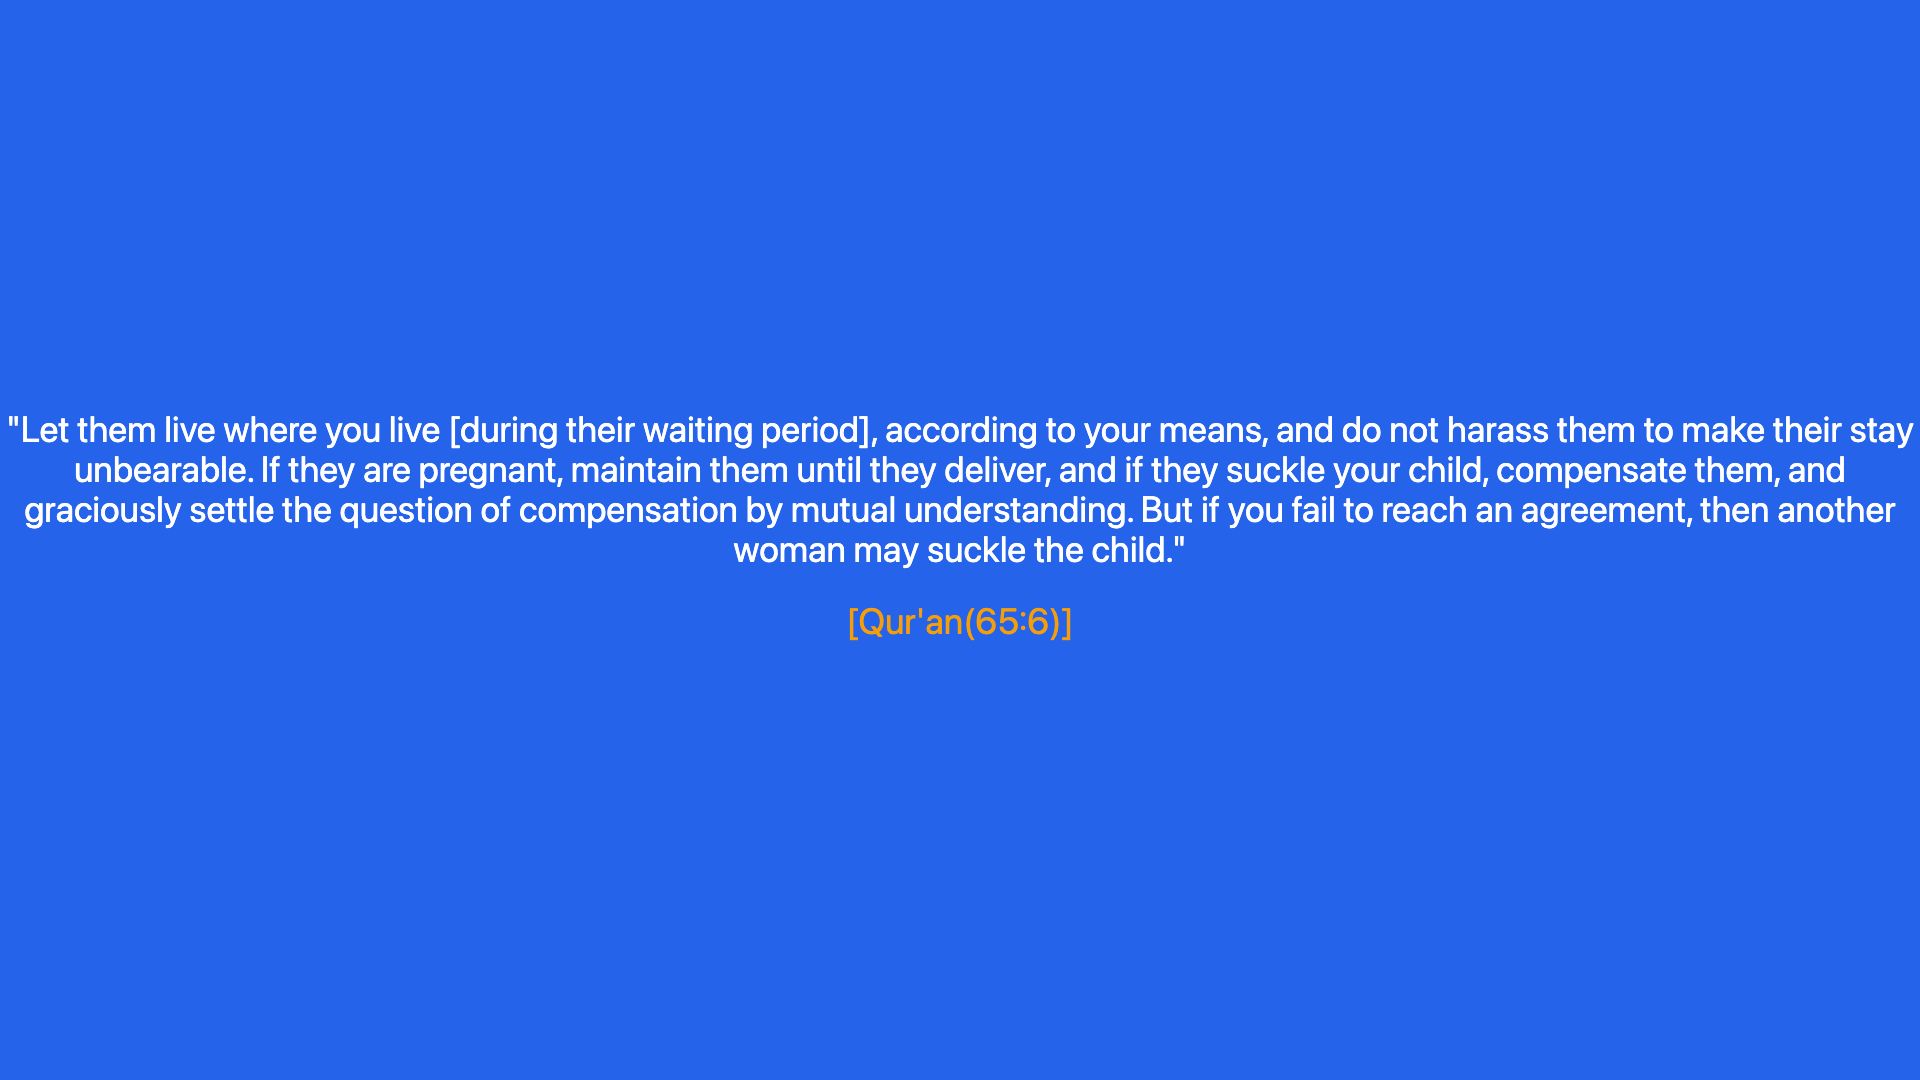 "Let them live where you live [during their waiting period], according to your means, and do not harass them to make their stay
unbearable. If they are pregnant, maintain them until they deliver, and if they suckle your child, compensate them, and
graciously settle the question of compensation by mutual understanding. But if you fail to reach an agreement, then another
woman may suckle the child."
[Qur'an(65:6)]